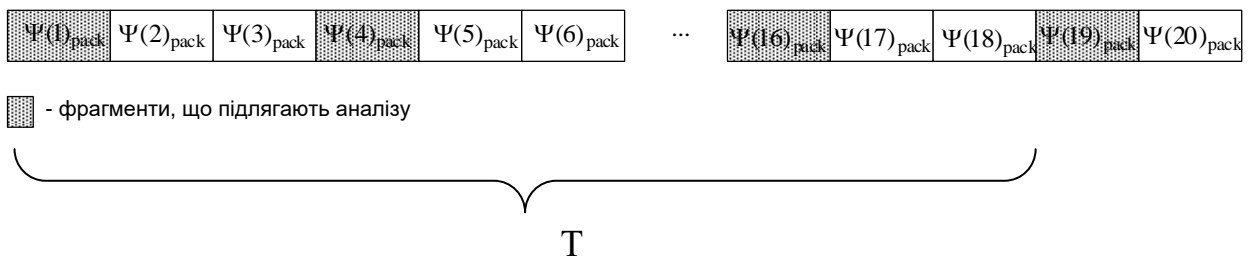 Ψ(1)pack Ψ(2)pack Ψ(3)pack Ψ(4)pack Ψ(5)pack Ψ(6)pack ... Ψ(16)pack Ψ(17)pack Ψ(18)pack Ψ(19)pack Ψ(20)pack
- фрагменти, що підлягають аналізу
T